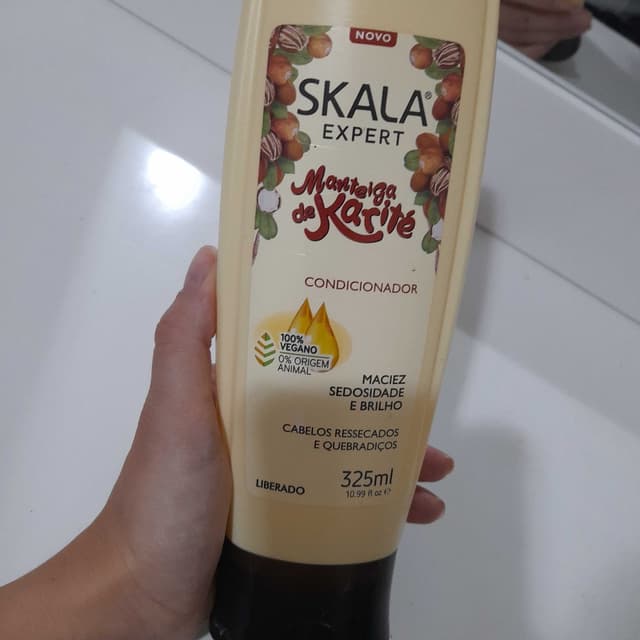 NOVO
SKALA®
EXPERT
Manteiga
de Karité
CONDICIONADOR
100%
VEGANO
0% ORIGEM
ANIMAL
MACIEZ
SEDOSIDADE
E BRILHO
CABELOS RESSECADOS
E QUEBRADIÇOS
LIBERADO
325ml
10.99 fl oz ℮